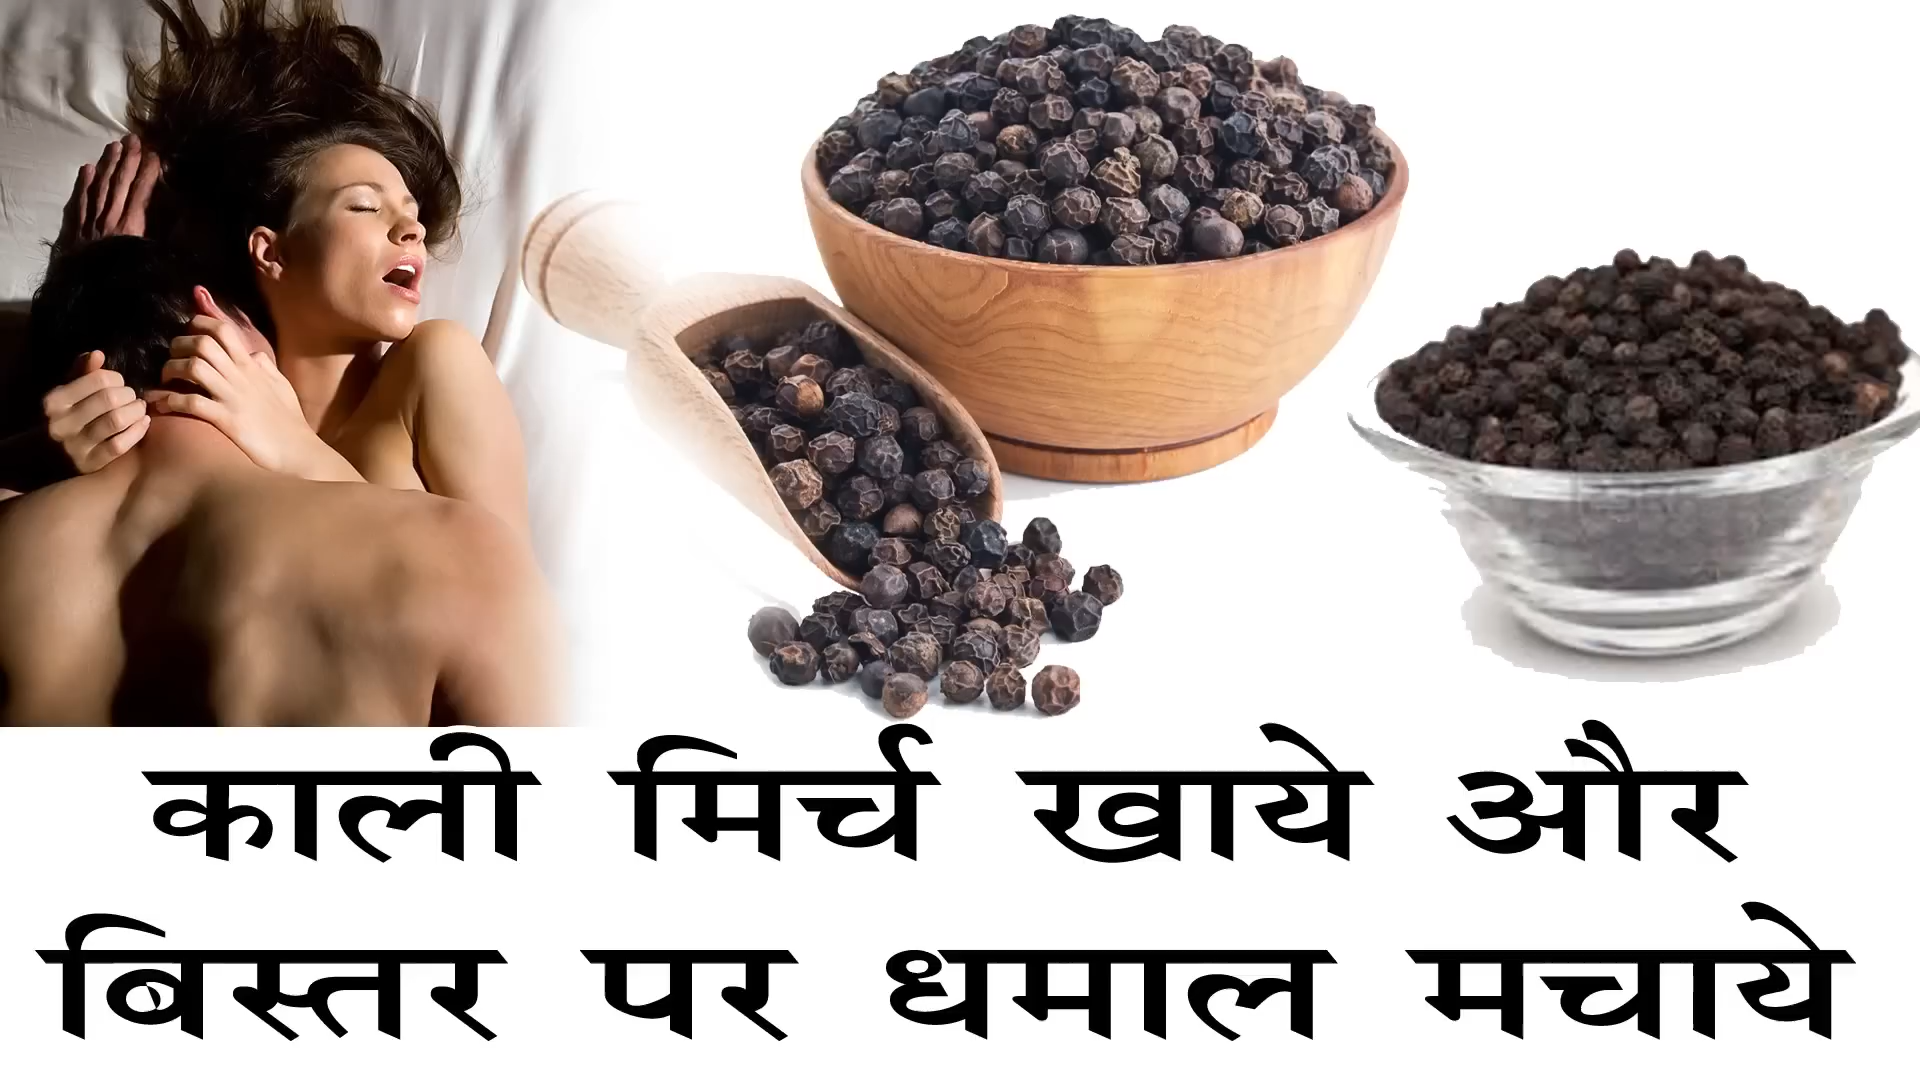 काली मिर्च खाये और
बिस्तर पर धमाल मचाये